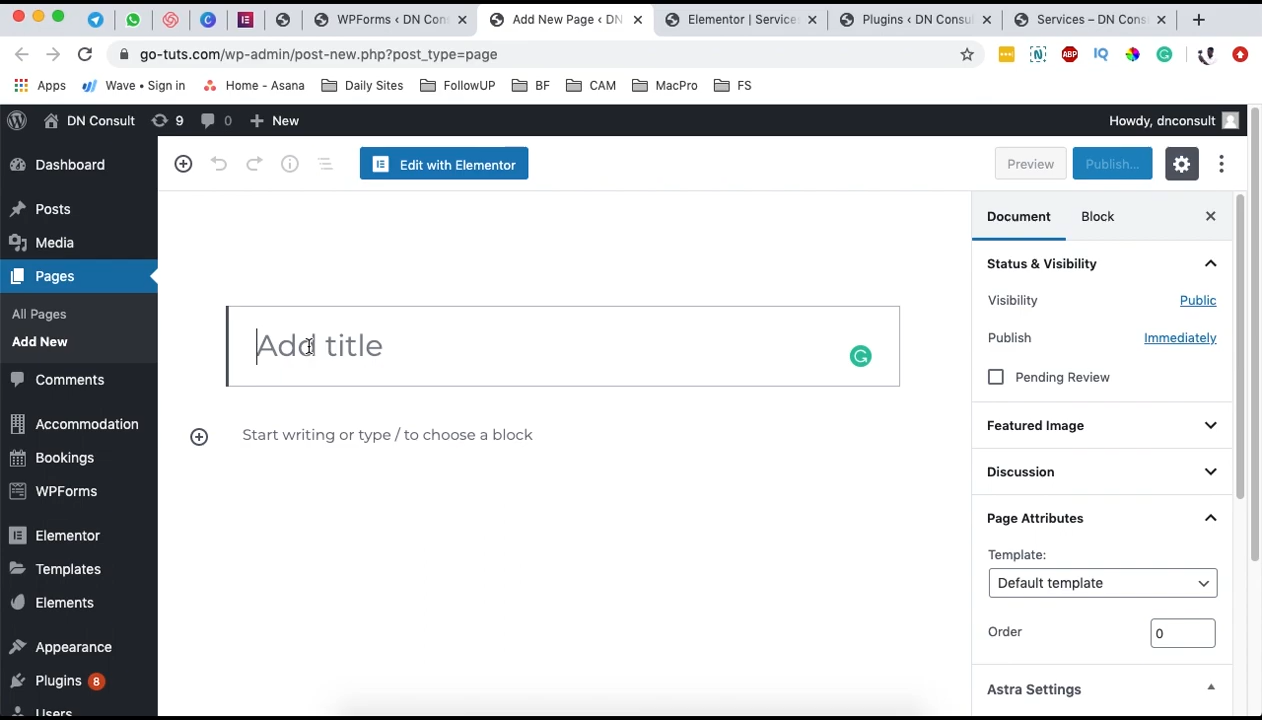 WPForms < DN Con
Add New Page < DN
Elementor | Service
Plugins < DN Consul
Services – DN Cons
go-tuts.com/wp-admin/post-new.php?post_type=page
ABP
IQ
Apps
Wave • Sign in
Home - Asana
Daily Sites
FollowUP
BF
CAM
MacPro
FS
DN Consult
9
0
New
Howdy, dnconsult
Dashboard
Edit with Elementor
Preview
Publish...
Posts
Media
Pages
All Pages
Add New
Comments
Accommodation
Bookings
WPForms
Elementor
Templates
Elements
Appearance
Plugins 8
Users
Add title
Start writing or type / to choose a block
Document
Block
Status & Visibility
Visibility
Public
Publish
Immediately
Pending Review
Featured Image
Discussion
Page Attributes
Template:
Default template
Order
0
Astra Settings